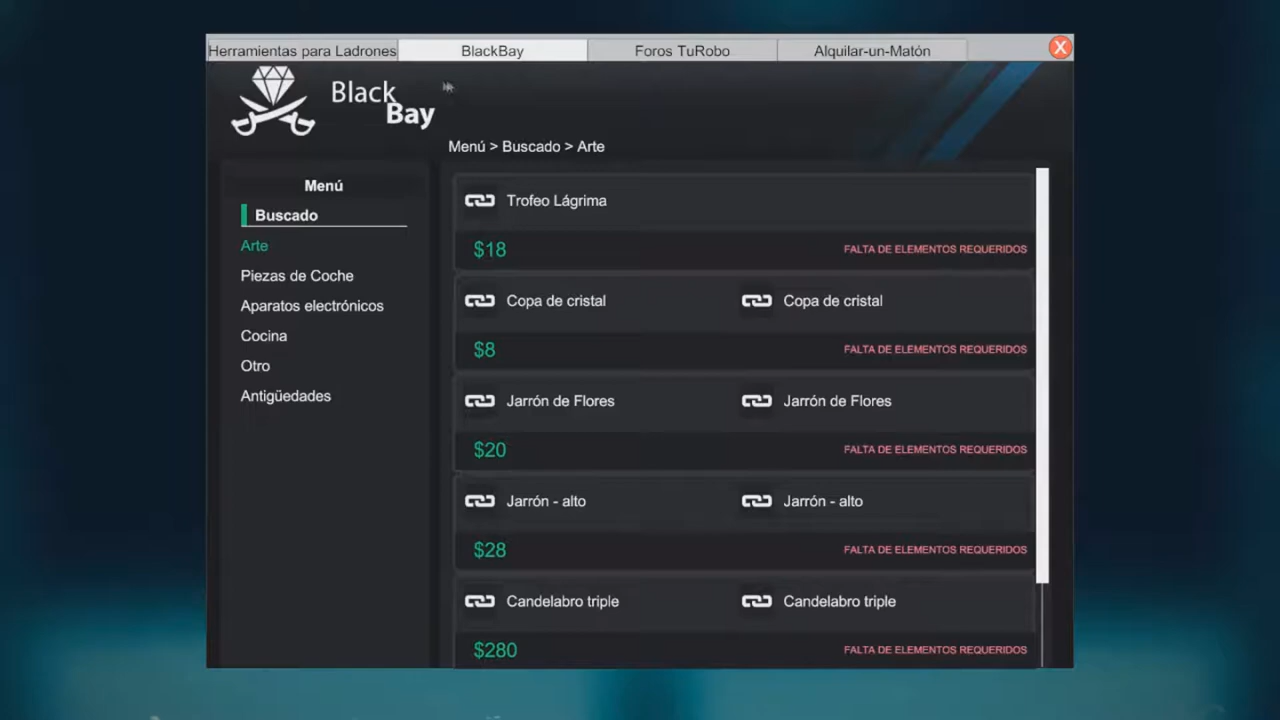 Herramientas para Ladrones BlackBay Foros TuRobo Alquilar-un-Matón X
Black
Bay
Menú > Buscado > Arte
Menú
Buscado
Arte
Piezas de Coche
Aparatos electrónicos
Cocina
Otro
Antigüedades
Trofeo Lágrima
$18 FALTA DE ELEMENTOS REQUERIDOS
Copa de cristal Copa de cristal
$8 FALTA DE ELEMENTOS REQUERIDOS
Jarrón de Flores Jarrón de Flores
$20 FALTA DE ELEMENTOS REQUERIDOS
Jarrón - alto Jarrón - alto
$28 FALTA DE ELEMENTOS REQUERIDOS
Candelabro triple Candelabro triple
$280 FALTA DE ELEMENTOS REQUERIDOS